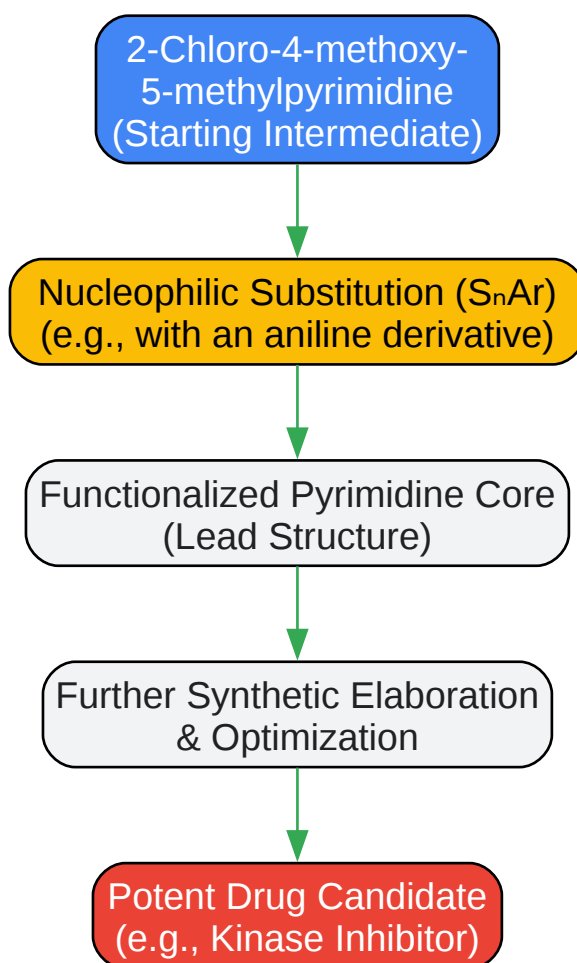 2-Chloro-4-methoxy-
5-methylpyrimidine
(Starting Intermediate)
Nucleophilic Substitution (SₙAr)
(e.g., with an aniline derivative)
Functionalized Pyrimidine Core
(Lead Structure)
Further Synthetic Elaboration
& Optimization
Potent Drug Candidate
(e.g., Kinase Inhibitor)